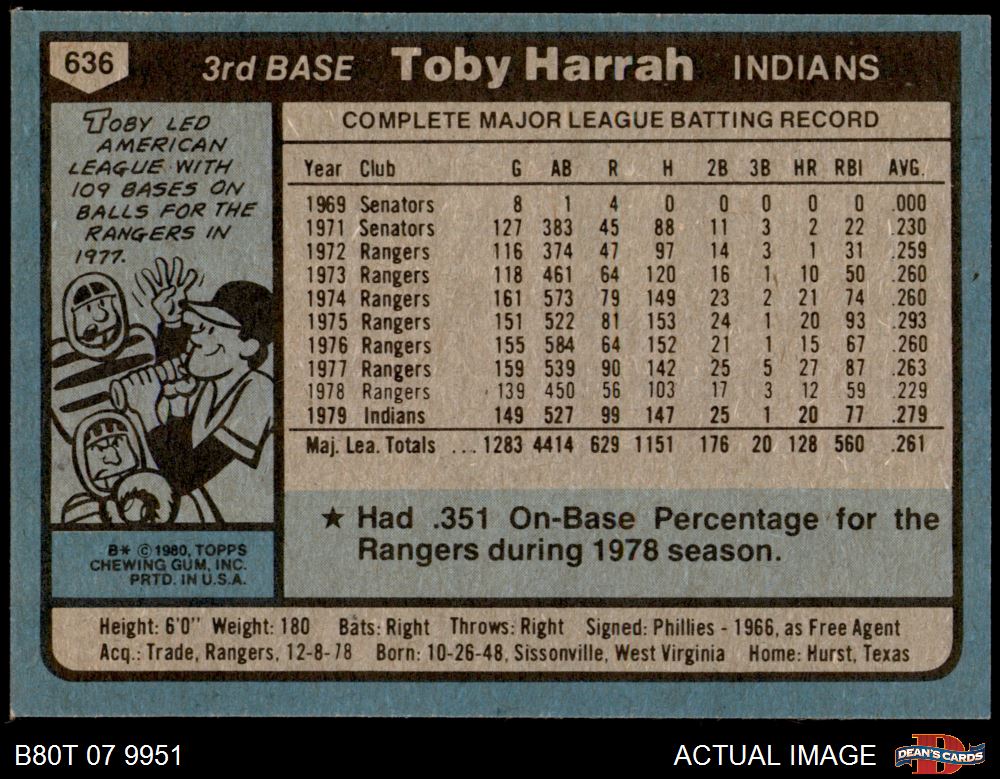 636 3rd BASE Toby Harrah INDIANS
TOBY LED
AMERICAN
LEAGUE WITH
109 BASES ON
BALLS FOR THE
RANGERS IN
1977.
COMPLETE MAJOR LEAGUE BATTING RECORD
Year Club G AB R H 2B 3B HR RBI AVG.
1969 Senators 8 1 4 0 0 0 0 0 .000
1971 Senators 127 383 45 88 11 3 2 22 .230
1972 Rangers 116 374 47 97 14 3 1 31 .259
1973 Rangers 118 461 64 120 16 1 10 50 .260
1974 Rangers 161 573 79 149 23 2 21 74 .260
1975 Rangers 151 522 81 153 24 1 20 93 .293
1976 Rangers 155 584 64 152 21 1 15 67 .260
1977 Rangers 159 539 90 142 25 5 27 87 .263
1978 Rangers 139 450 56 103 17 3 12 59 .229
1979 Indians 149 527 99 147 25 1 20 77 .279
Maj. Lea. Totals ... 1283 4414 629 1151 176 20 128 560 .261
★ Had .351 On-Base Percentage for the
Rangers during 1978 season.
B* © 1980, TOPPS
CHEWING GUM, INC.
PRTD. IN U.S.A.
Height: 6'0" Weight: 180 Bats: Right Throws: Right Signed: Phillies - 1966, as Free Agent
Acq.: Trade, Rangers, 12-8-78 Born: 10-26-48, Sissonville, West Virginia Home: Hurst, Texas
B80T 07 9951 ACTUAL IMAGE DEAN'S CARDS